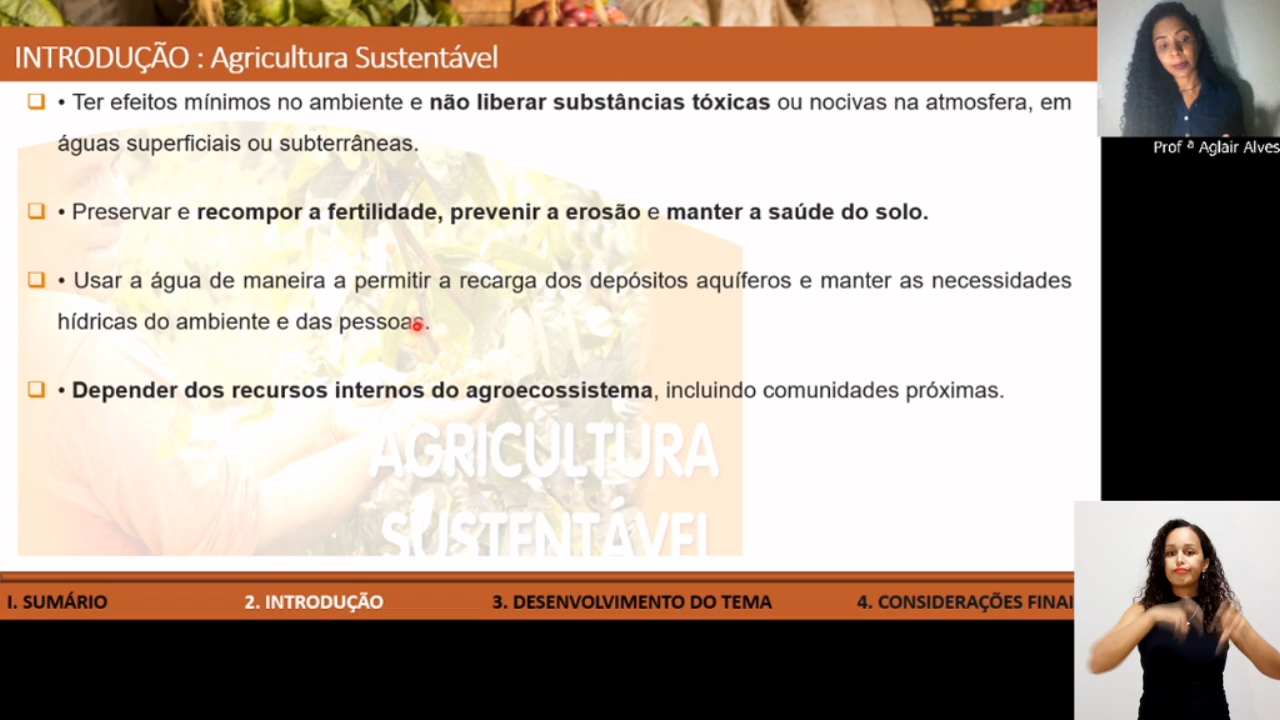 INTRODUÇÃO : Agricultura Sustentável
• Ter efeitos mínimos no ambiente e não liberar substâncias tóxicas ou nocivas na atmosfera, em
águas superficiais ou subterrâneas.
• Preservar e recompor a fertilidade, prevenir a erosão e manter a saúde do solo.
• Usar a água de maneira a permitir a recarga dos depósitos aquíferos e manter as necessidades
hídricas do ambiente e das pessoas.
• Depender dos recursos internos do agroecossistema, incluindo comunidades próximas.
AGRICULTURA
SUSTENTÁVEL
I. SUMÁRIO 2. INTRODUÇÃO 3. DESENVOLVIMENTO DO TEMA 4. CONSIDERAÇÕES FINAI
Prof ª Aglair Alves